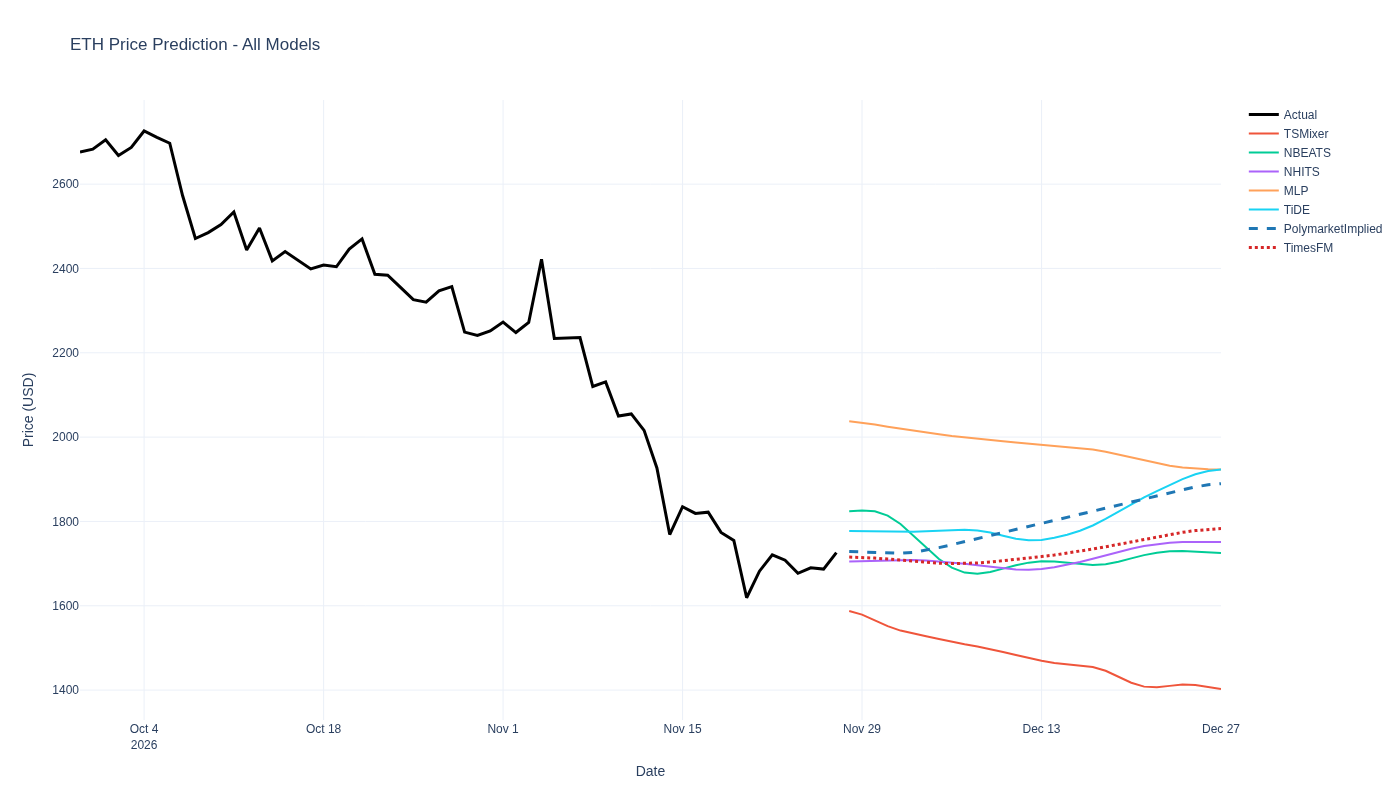 ETH Price Prediction - All Models
Actual
TSMixer
NBEATS
NHITS
MLP
TiDE
PolymarketImplied
TimesFM
Price (USD)
2600
2400
2200
2000
1800
1600
1400
Oct 4
2026
Oct 18
Nov 1
Nov 15
Nov 29
Dec 13
Dec 27
Date